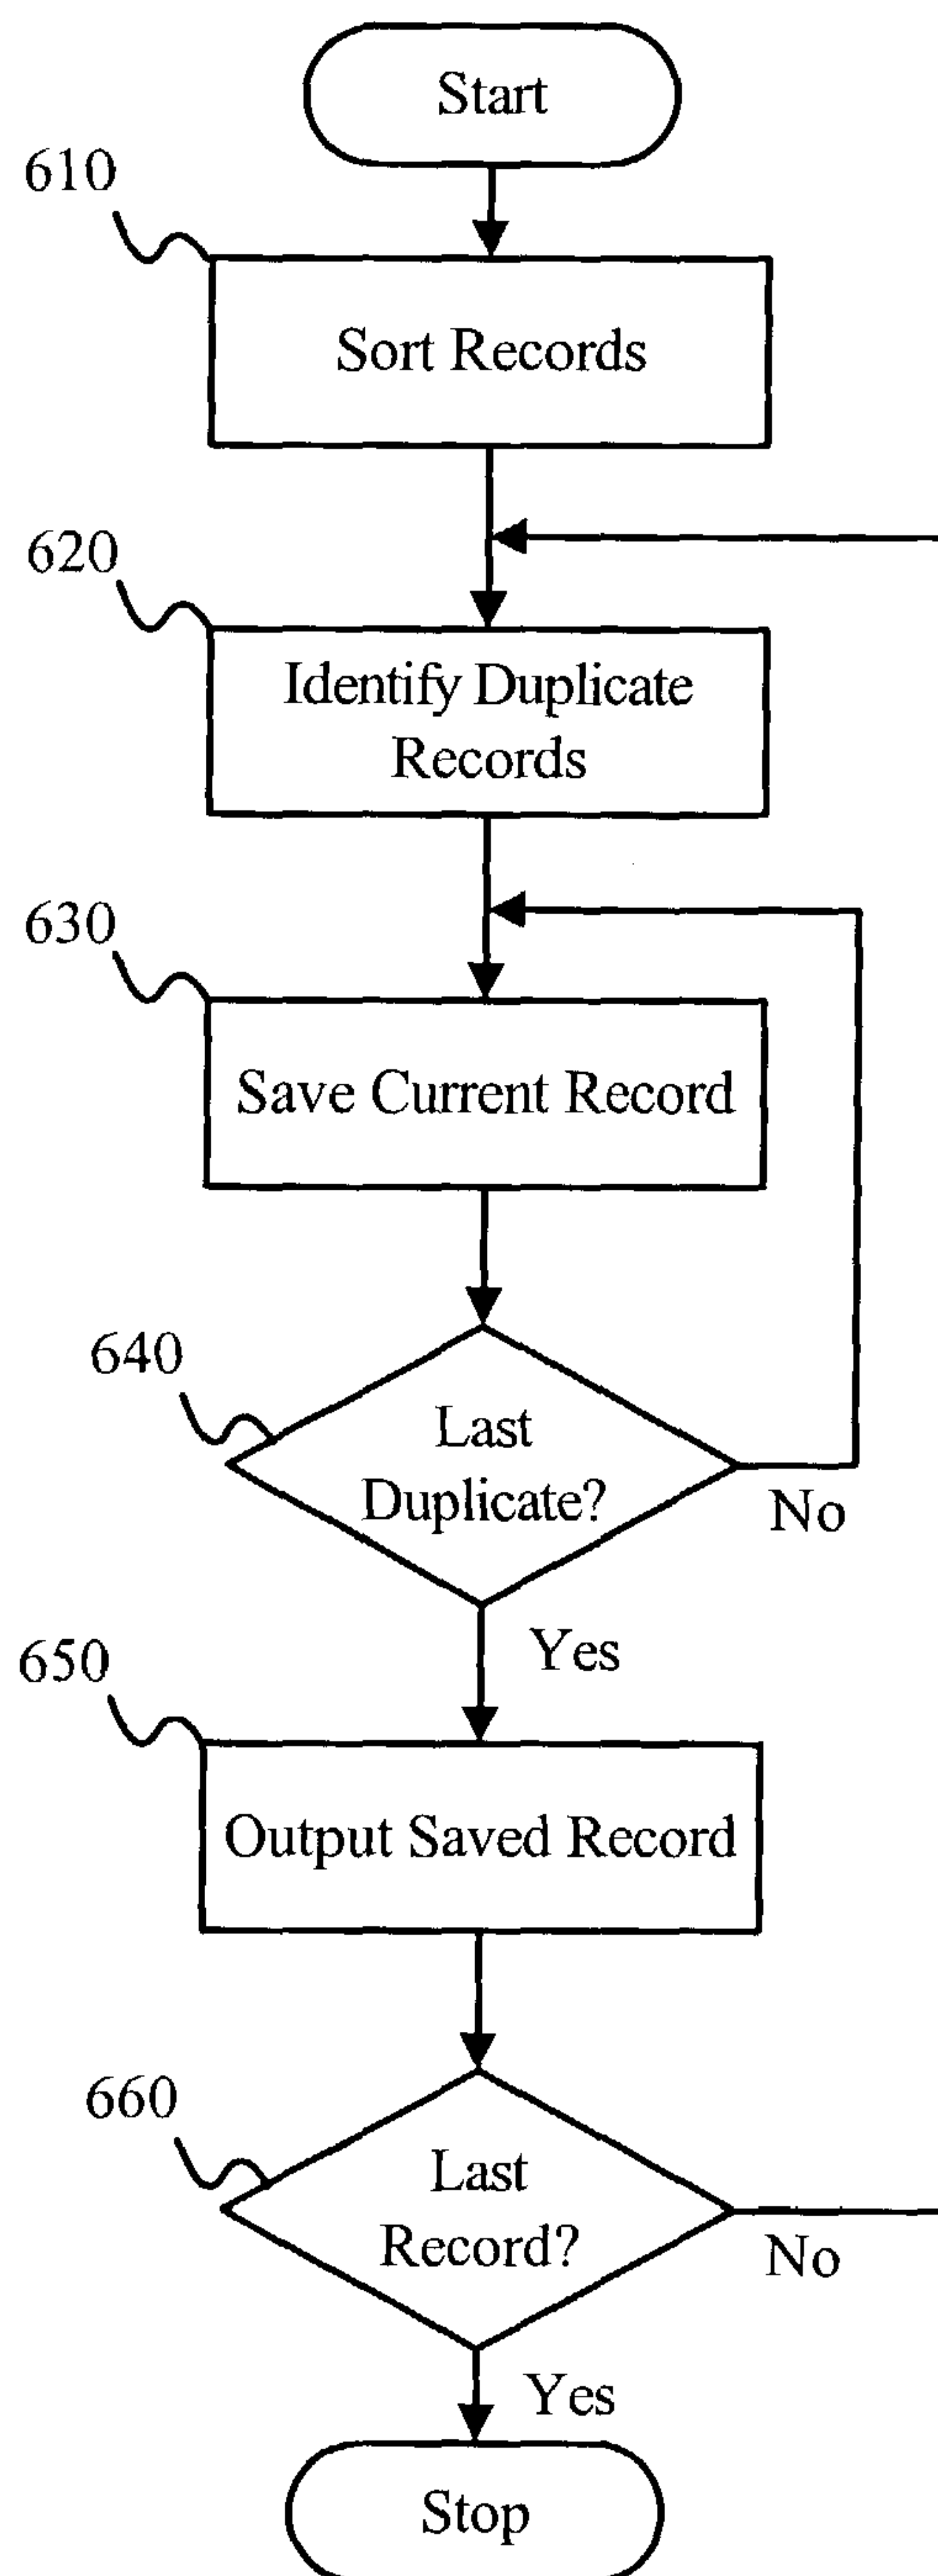 Start
610
Sort Records
620
Identify Duplicate
Records
630
Save Current Record
640
Last
Duplicate?
No
Yes
650
Output Saved Record
660
Last
Record?
No
Yes
Stop